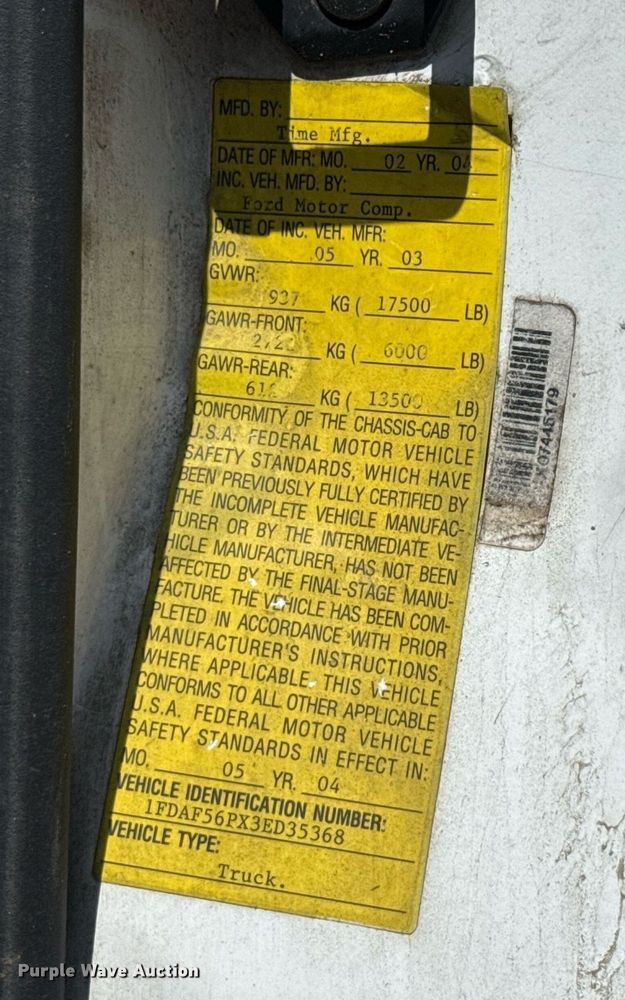 MFD. BY:
Time Mfg.
DATE OF MFR: MO. 02 YR. 04
INC. VEH. MFD. BY:
Ford Motor Comp.
DATE OF INC. VEH. MFR:
MO. 05 YR. 03
GVWR:
937 KG ( 17500 LB)
GAWR-FRONT:
KG ( 6000 LB)
GAWR-REAR:
KG ( 13500 LB)
CONFORMITY OF THE CHASSIS-CAB TO
U.S.A. FEDERAL MOTOR VEHICLE
SAFETY STANDARDS, WHICH HAVE
BEEN PREVIOUSLY FULLY CERTIFIED BY
THE INCOMPLETE VEHICLE MANUFAC-
TURER OR BY THE INTERMEDIATE VE-
HICLE MANUFACTURER, HAS NOT BEEN
AFFECTED BY THE FINAL-STAGE MANU-
FACTURE. THE VEHICLE HAS BEEN COM-
PLETED IN ACCORDANCE WITH PRIOR
MANUFACTURER'S INSTRUCTIONS,
WHERE APPLICABLE. THIS VEHICLE
CONFORMS TO ALL OTHER APPLICABLE
U.S.A. FEDERAL MOTOR VEHICLE
SAFETY STANDARDS IN EFFECT IN:
MO. 05 YR. 04
VEHICLE IDENTIFICATION NUMBER:
1FDAF56PX3ED35368
VEHICLE TYPE:
Truck.
X07445179
Purple Wave Auction